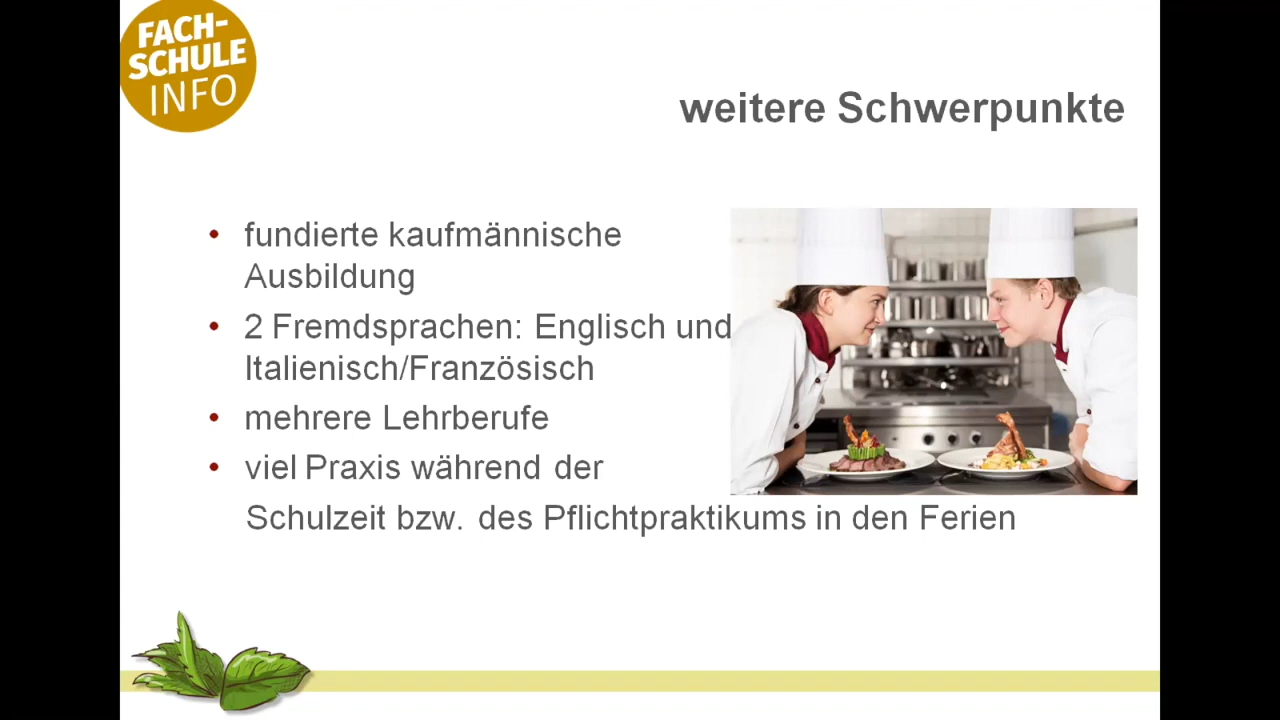 FACH-
SCHULE
INFO
weitere Schwerpunkte
• fundierte kaufmännische
Ausbildung
• 2 Fremdsprachen: Englisch und
Italienisch/Französisch
• mehrere Lehrberufe
• viel Praxis während der
Schulzeit bzw. des Pflichtpraktikums in den Ferien